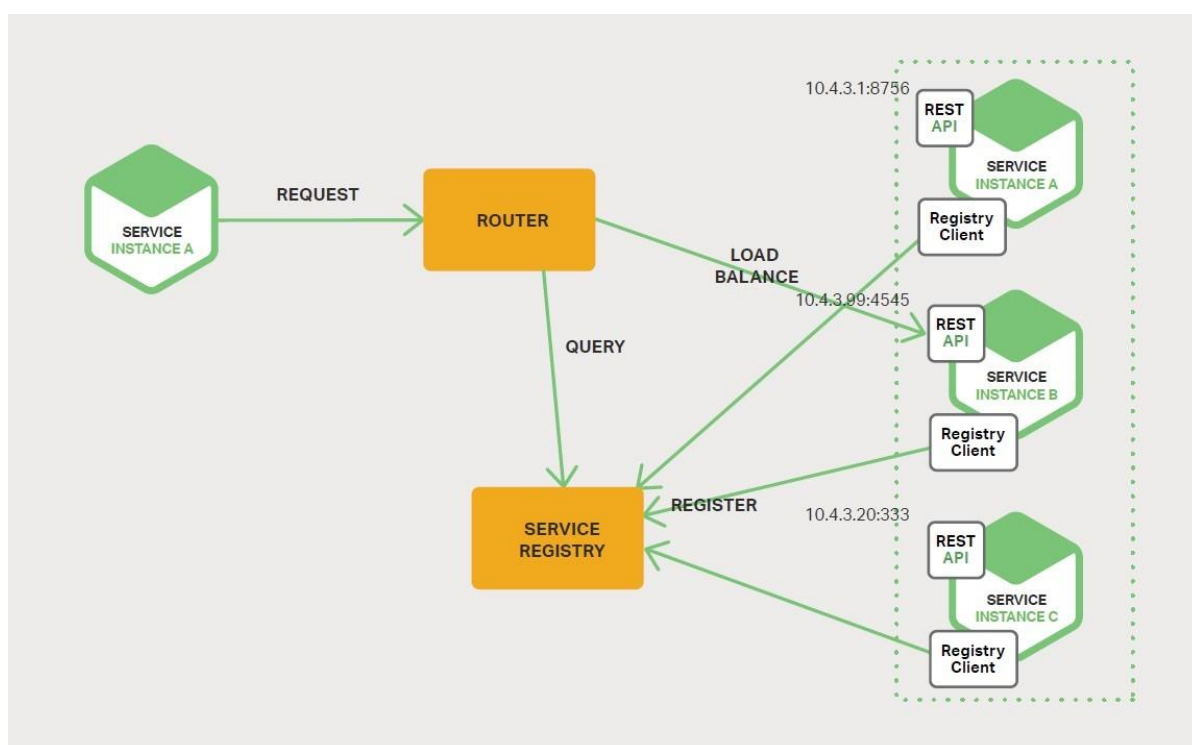 SERVICE
INSTANCE A
REQUEST
ROUTER
LOAD
BALANCE
QUERY
SERVICE
REGISTRY
REGISTER
10.4.3.1:8756
REST
API
SERVICE
INSTANCE A
Registry
Client
10.4.3.99:4545
REST
API
SERVICE
INSTANCE B
Registry
Client
10.4.3.20:333
REST
API
SERVICE
INSTANCE C
Registry
Client